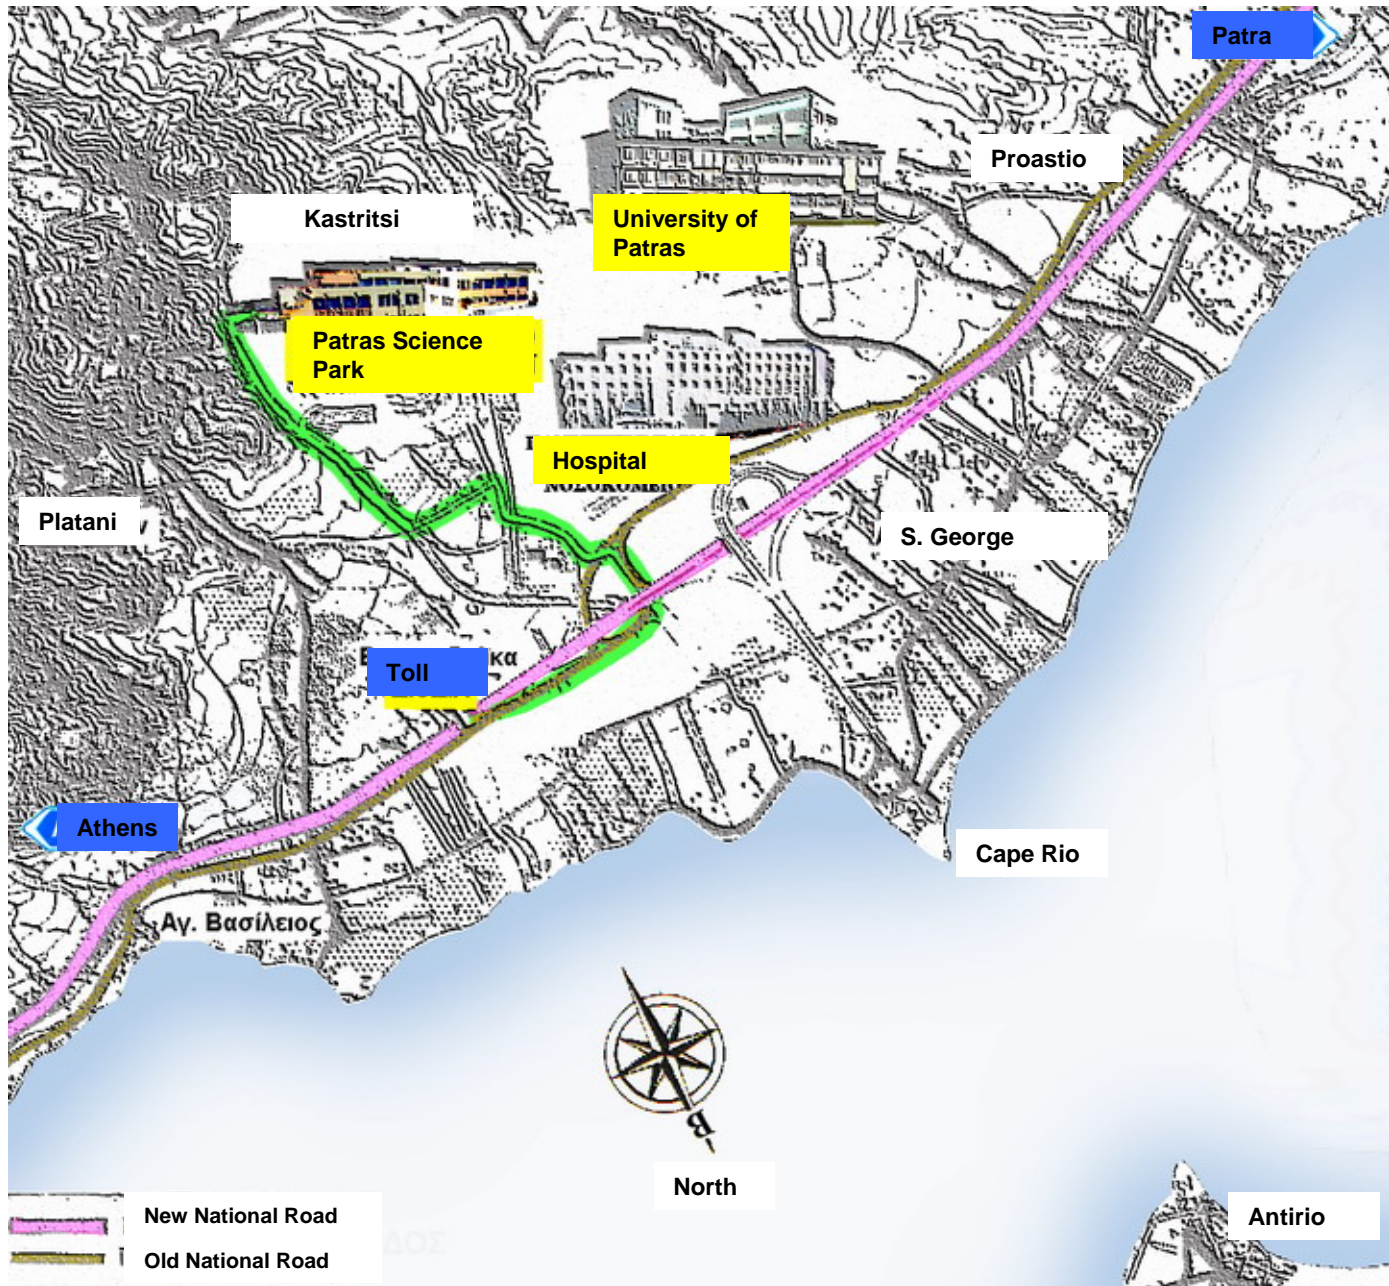 Patra
Proastio
Kastritsi
University of
Patras
Patras Science
Park
Hospital
Platani
S. George
Toll
Athens
Cape Rio
Αγ. Βασίλειος
Β
North
Antirio
New National Road
Old National Road